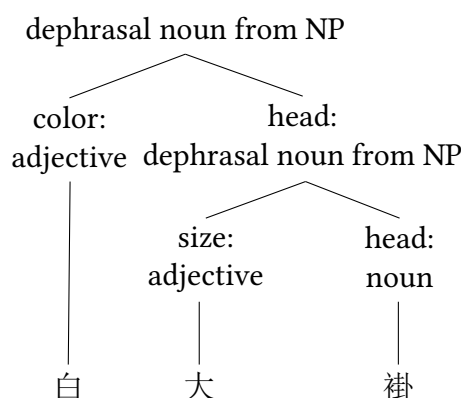 dephrasal noun from NP
color:
adjective
head:
dephrasal noun from NP
size:
adjective
head:
noun
白 大 褂